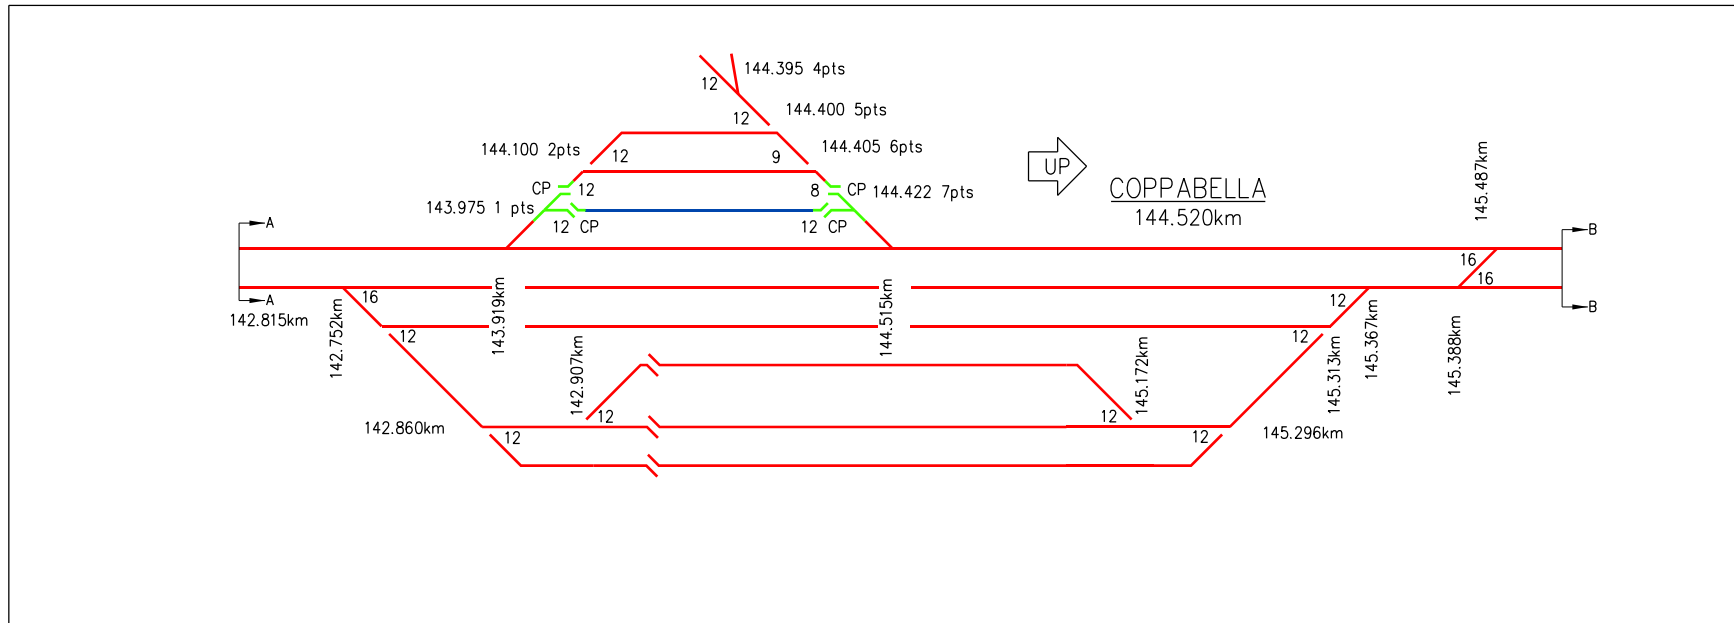 144.395 4pts
12
144.400 5pts
12
144.100 2pts
12
9
144.405 6pts
UP
COPPABELLA
144.520km
145.487km
CP
12
8
CP
144.422 7pts
143.975 1 pts
12
CP
12
CP
A
B
16
16
A
B
142.815km
142.752km
16
143.919km
144.515km
12
145.367km
145.388km
12
12
145.313km
142.907km
145.172km
142.860km
12
12
12
12
145.296km